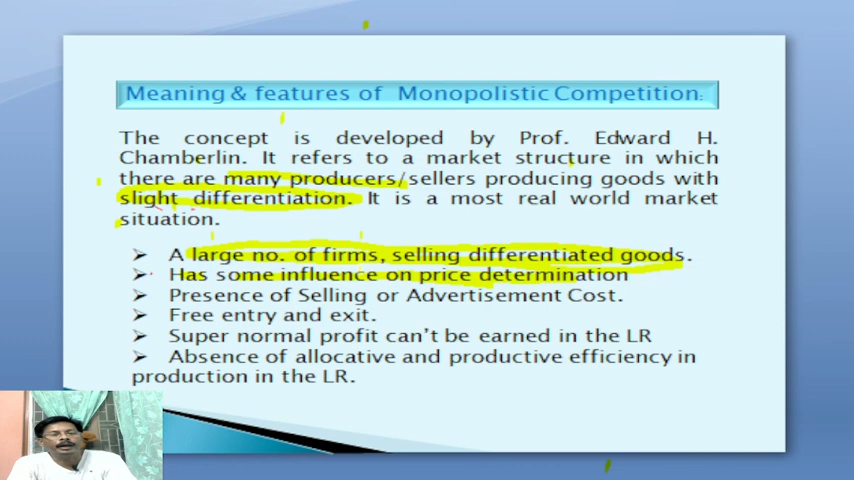 Meaning & features of Monopolistic Competition:
The concept is developed by Prof. Edward H.
Chamberlin. It refers to a market structure in which
there are many producers/sellers producing goods with
slight differentiation. It is a most real world market
situation.
➢ A large no. of firms, selling differentiated goods.
➢ Has some influence on price determination
➢ Presence of Selling or Advertisement Cost.
➢ Free entry and exit.
➢ Super normal profit can't be earned in the LR
➢ Absence of allocative and productive efficiency in
production in the LR.